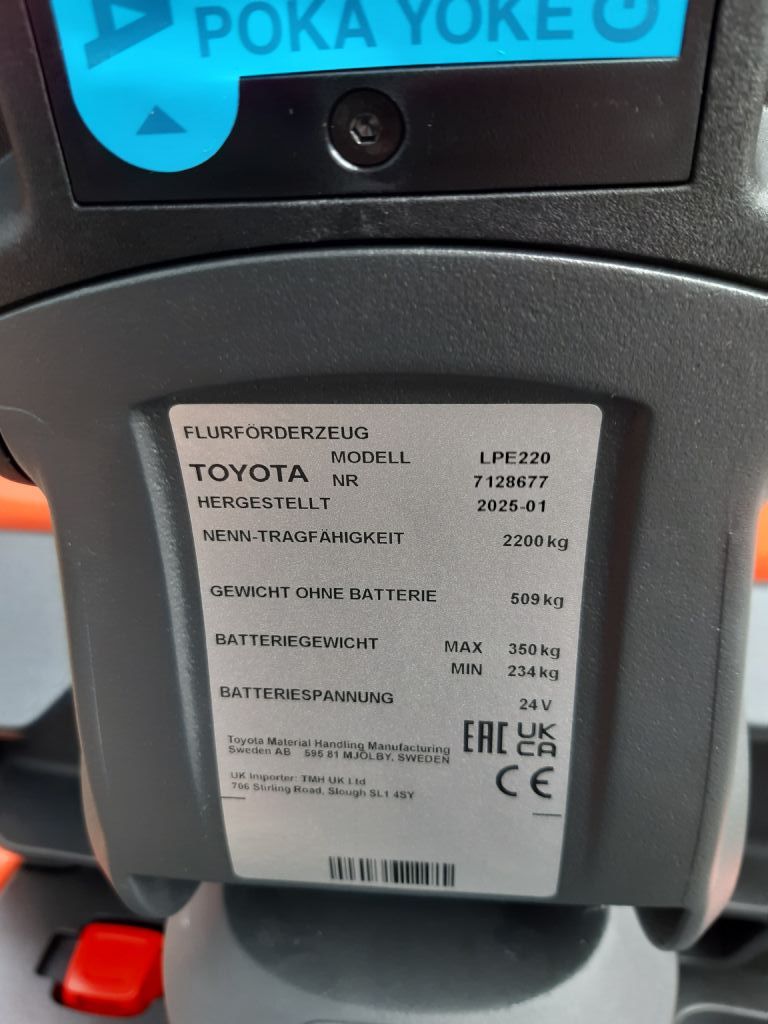 POKA YOKE
FLURFÖRDERZEUG
TOYOTA
MODELL LPE220
NR 7128677
HERGESTELLT 2025-01
NENN-TRAGFÄHIGKEIT 2200 kg
GEWICHT OHNE BATTERIE 509 kg
BATTERIEGEWICHT MAX 350 kg
MIN 234 kg
BATTERIESPANNUNG 24 V
Toyota Material Handling Manufacturing
Sweden AB 595 81 MJÖLBY, SWEDEN
EAC UK
CA
CE
UK Importer: TMH UK Ltd
706 Stirling Road, Slough SL1 4SY